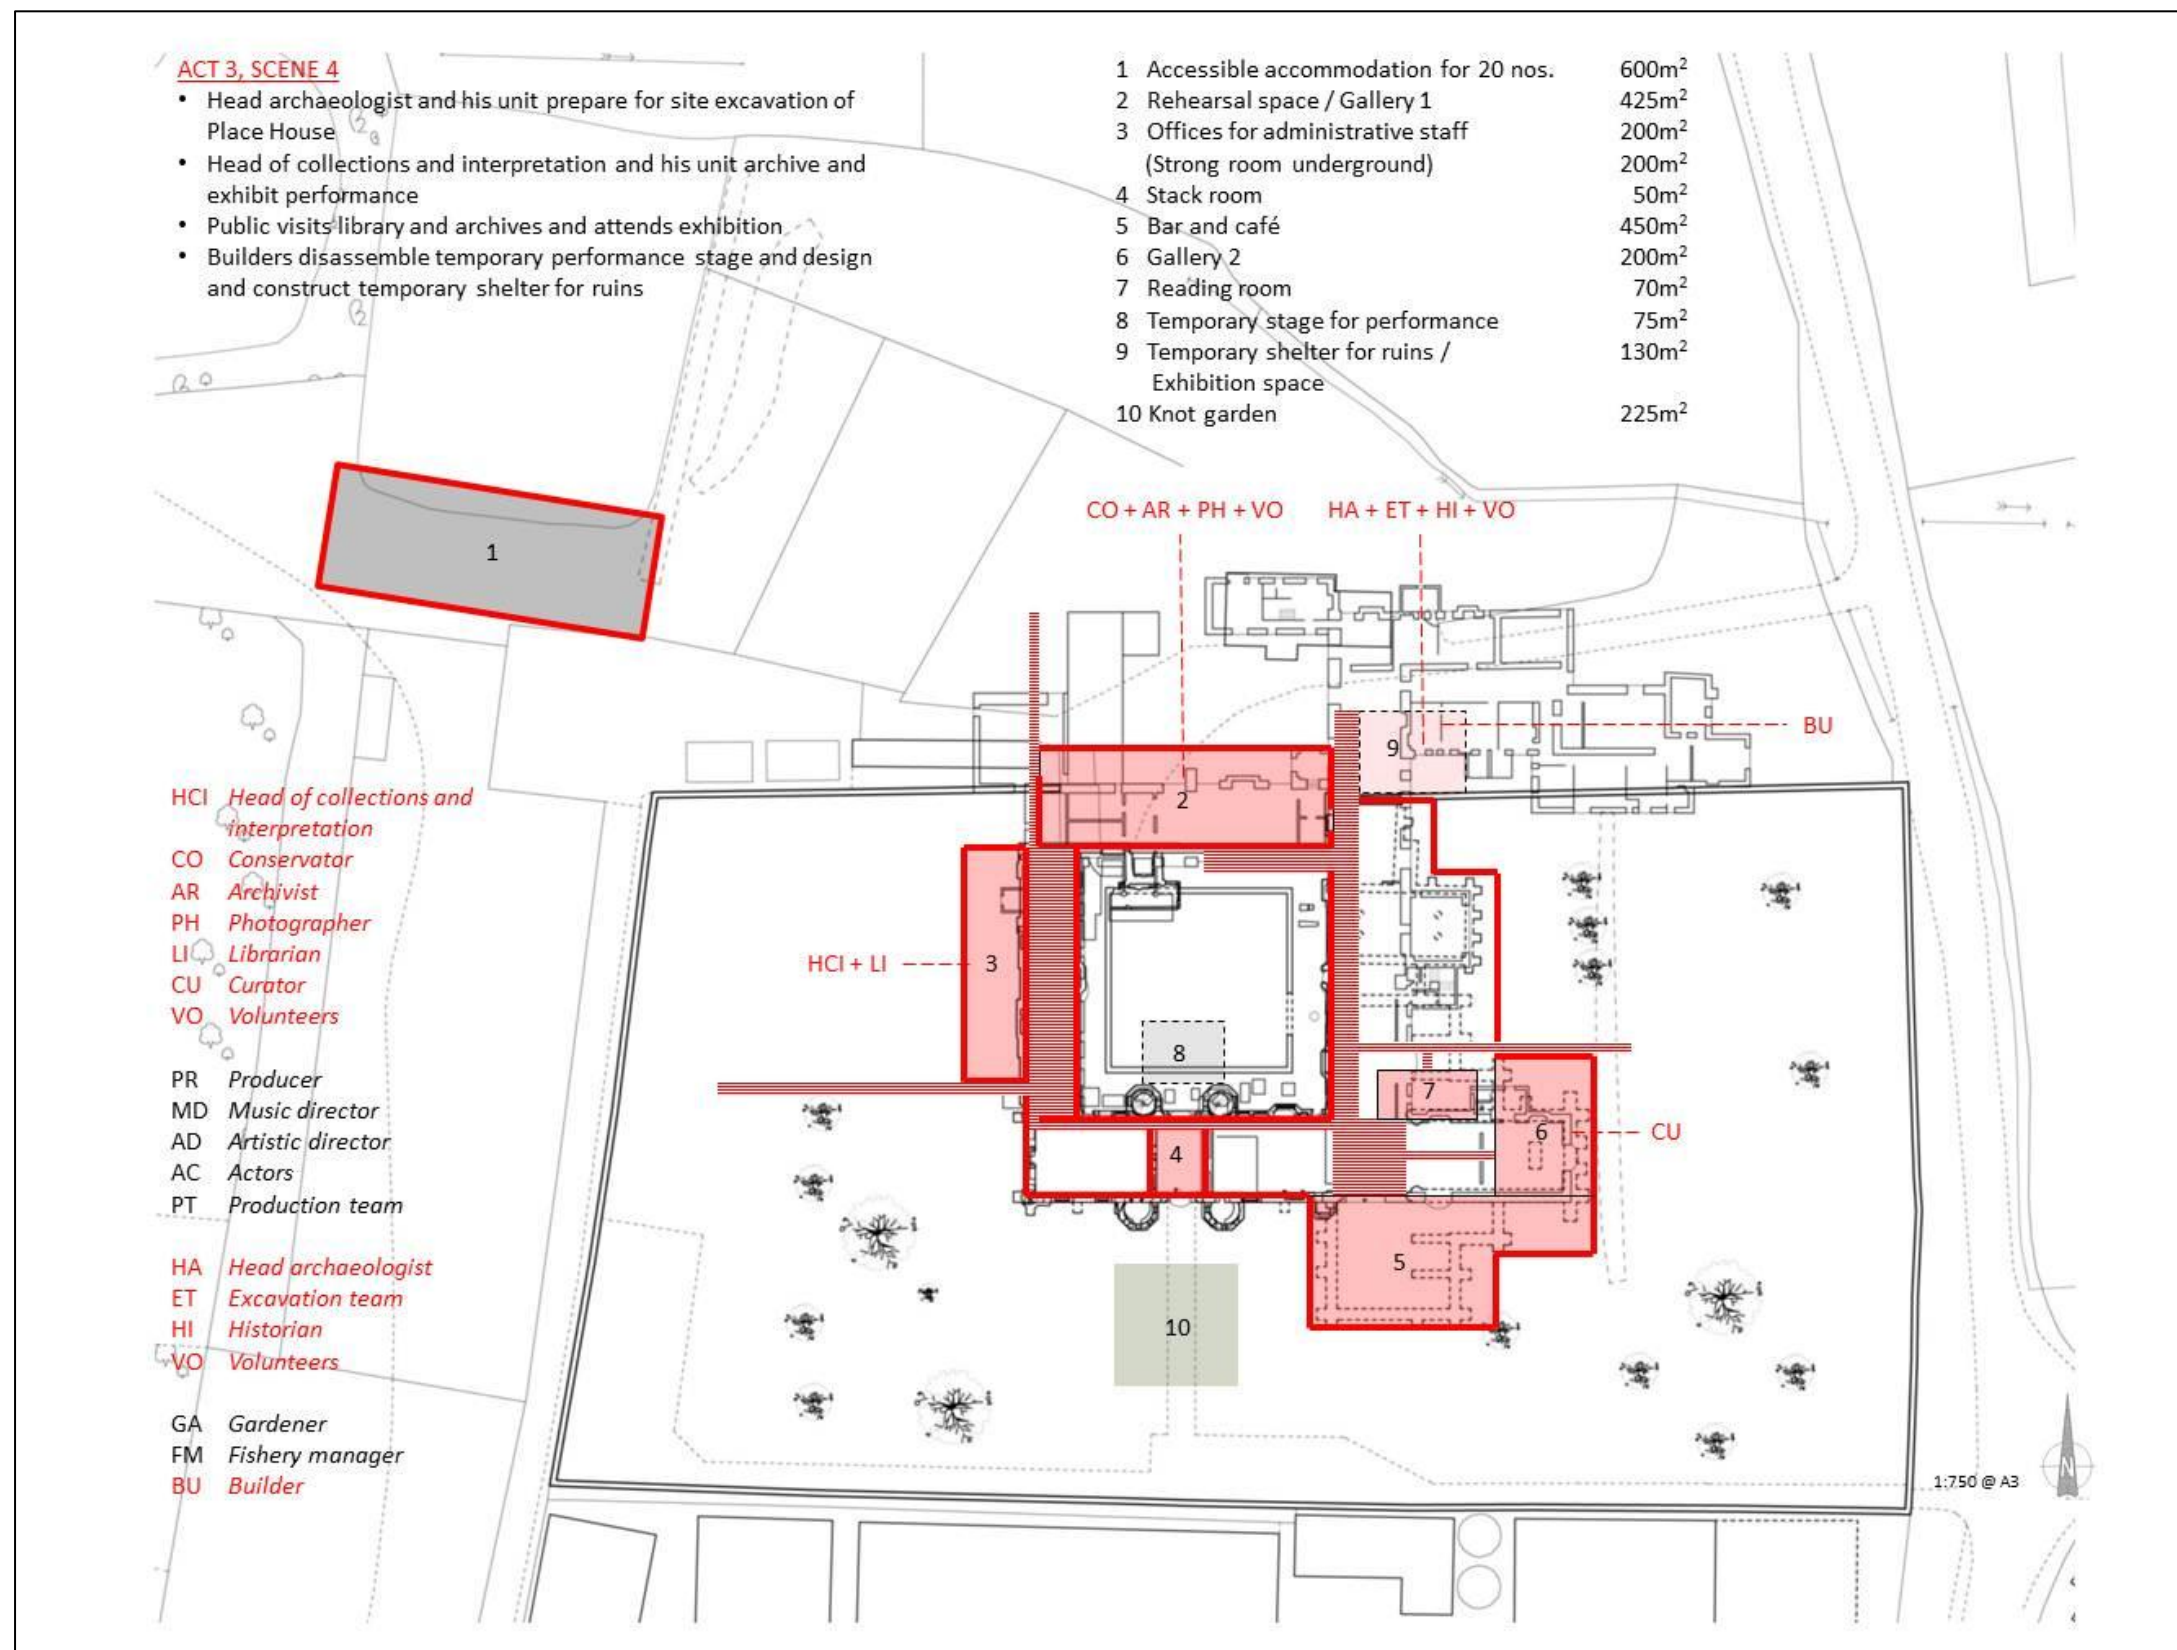 ACT 3, SCENE 4
• Head archaeologist and his unit prepare for site excavation of
Place House
• Head of collections and interpretation and his unit archive and
exhibit performance
• Public visits library and archives and attends exhibition
• Builders disassemble temporary performance stage and design
and construct temporary shelter for ruins
1 Accessible accommodation for 20 nos. 600m²
2 Rehearsal space / Gallery 1 425m²
3 Offices for administrative staff 200m²
(Strong room underground) 200m²
4 Stack room 50m²
5 Bar and café 450m²
6 Gallery 2 200m²
7 Reading room 70m²
8 Temporary stage for performance 75m²
9 Temporary shelter for ruins / 130m²
Exhibition space
10 Knot garden 225m²
CO + AR + PH + VO
HA + ET + HI + VO
1
BU
9
2
HCI + LI
3
8
7
6
CU
4
5
10
HCI Head of collections and
interpretation
CO Conservator
AR Archivist
PH Photographer
LI Librarian
CU Curator
VO Volunteers
PR Producer
MD Music director
AD Artistic director
AC Actors
PT Production team
HA Head archaeologist
ET Excavation team
HI Historian
VO Volunteers
GA Gardener
FM Fishery manager
BU Builder
1:750 @ A3
N